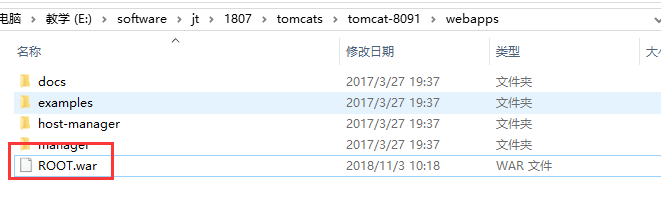 电脑 > 教学 (E:) > software > jt > 1807 > tomcats > tomcat-8091 > webapps
名称 修改日期 类型 大小
docs 2017/3/27 19:37 文件夹
examples 2017/3/27 19:37 文件夹
host-manager 2017/3/27 19:37 文件夹
manager 2017/3/27 19:37 文件夹
ROOT.war 2018/11/3 10:18 WAR 文件